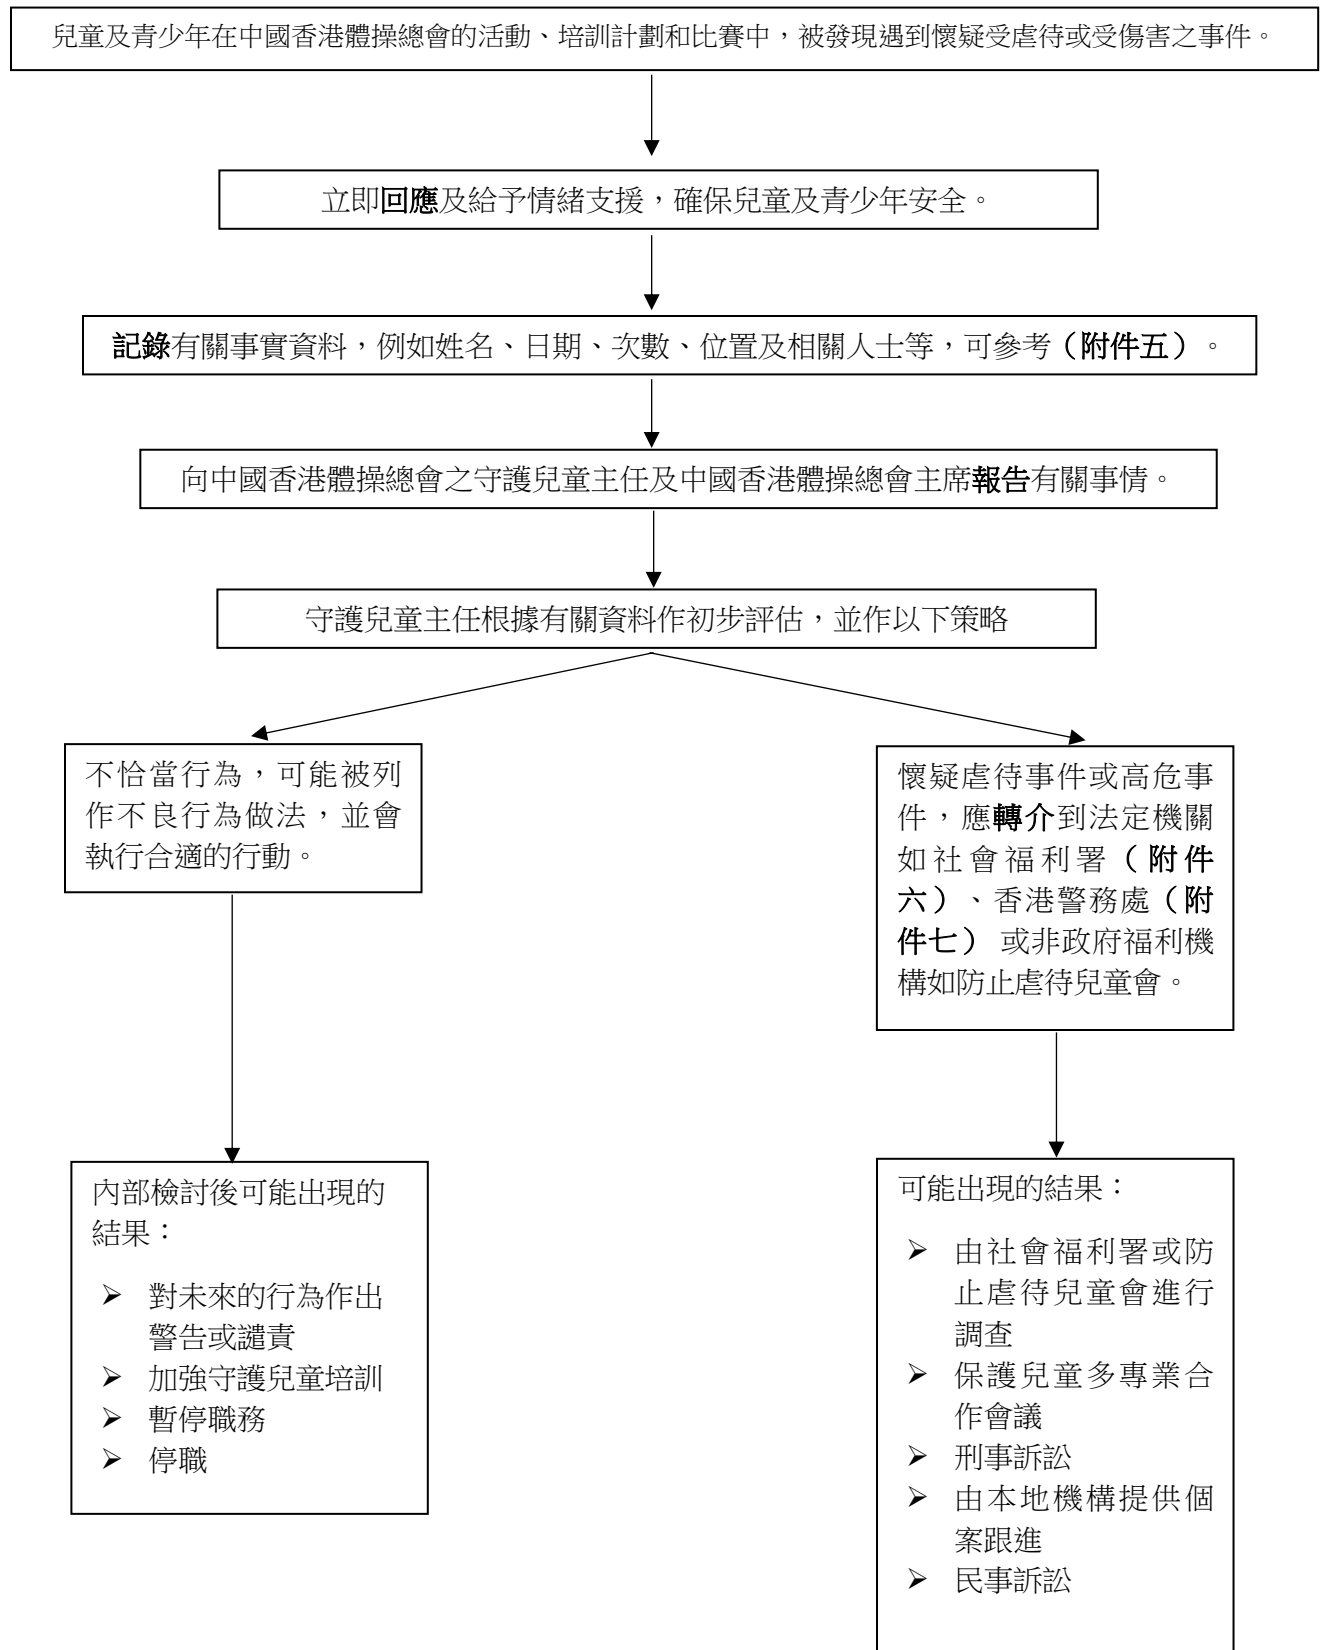 兒童及青少年在中國香港體操總會的活動、培訓計劃和比賽中，被發現遇到懷疑受虐待或受傷害之事件。
立即回應及給予情緒支援，確保兒童及青少年安全。
記錄有關事實資料，例如姓名、日期、次數、位置及相關人士等，可參考（附件五）。
向中國香港體操總會之守護兒童主任及中國香港體操總會主席報告有關事情。
守護兒童主任根據有關資料作初步評估，並作以下策略
不恰當行為，可能被列
作不良行為做法，並會
執行合適的行動。
懷疑虐待事件或高危事
件，應轉介到法定機關
如社會福利署（附件
六）、香港警務處（附
件七） 或非政府福利機
構如防止虐待兒童會。
內部檢討後可能出現的
結果：
➢ 對未來的行為作出
警告或譴責
➢ 加強守護兒童培訓
➢ 暫停職務
➢ 停職
可能出現的結果：
➢ 由社會福利署或防
止虐待兒童會進行
調查
➢ 保護兒童多專業合
作會議
➢ 刑事訴訟
➢ 由本地機構提供個
案跟進
➢ 民事訴訟